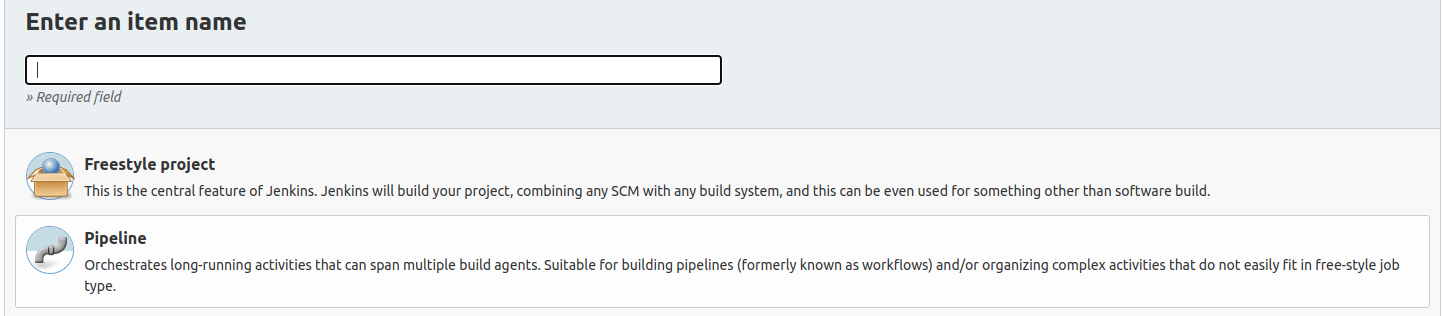 Enter an item name
» Required field
Freestyle project
This is the central feature of Jenkins. Jenkins will build your project, combining any SCM with any build system, and this can be even used for something other than software build.
Pipeline
Orchestrates long-running activities that can span multiple build agents. Suitable for building pipelines (formerly known as workflows) and/or organizing complex activities that do not easily fit in free-style job
type.